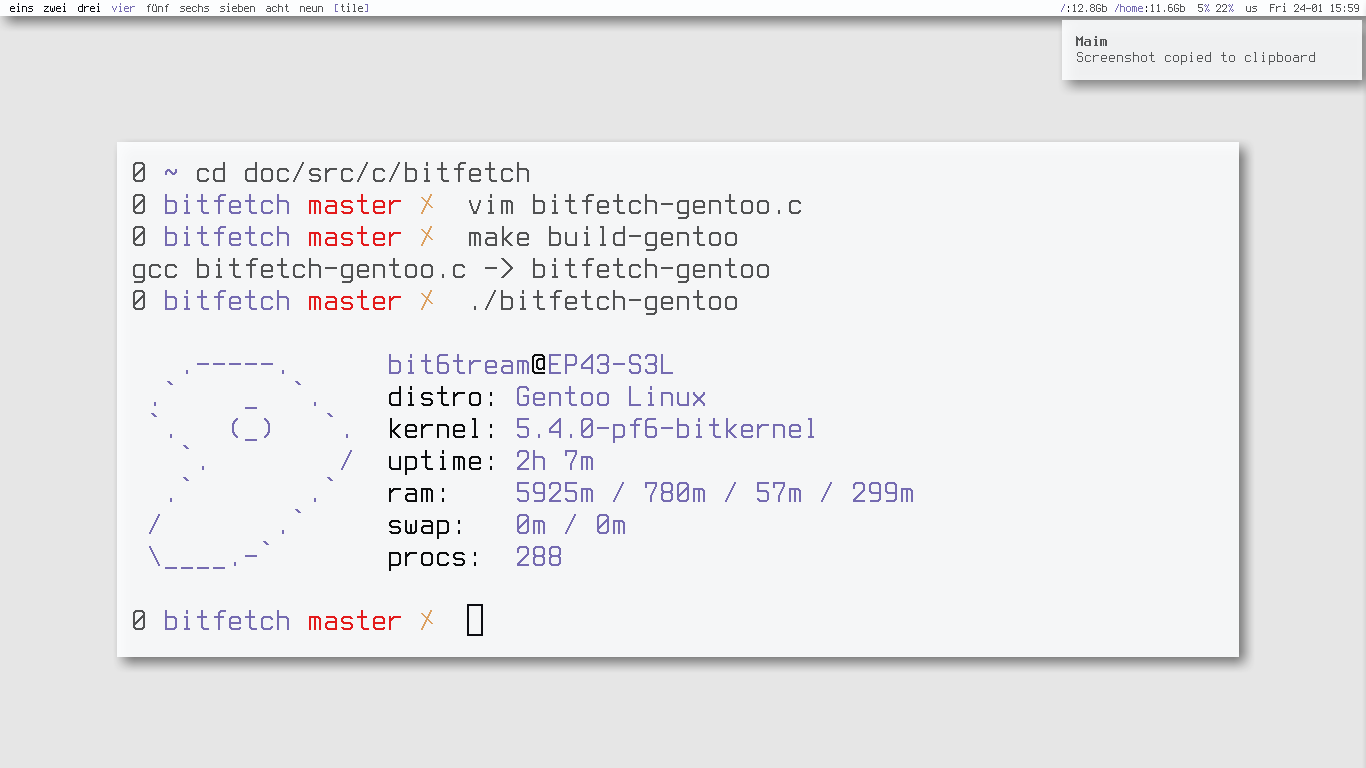 eins zwei drei vier fünf sechs sieben acht neun [tile]
/:12.8Gb /home:11.6Gb 5% 22% us Fri 24-01 15:59
Maim
Screenshot copied to clipboard
0 ~ cd doc/src/c/bitfetch
0 bitfetch master ✗ vim bitfetch-gentoo.c
0 bitfetch master ✗ make build-gentoo
gcc bitfetch-gentoo.c -> bitfetch-gentoo
0 bitfetch master ✗ ./bitfetch-gentoo
bit6tream@EP43-S3L
distro: Gentoo Linux
kernel: 5.4.0-pf6-bitkernel
uptime: 2h 7m
ram: 5925m / 780m / 57m / 299m
swap: 0m / 0m
procs: 288
0 bitfetch master ✗